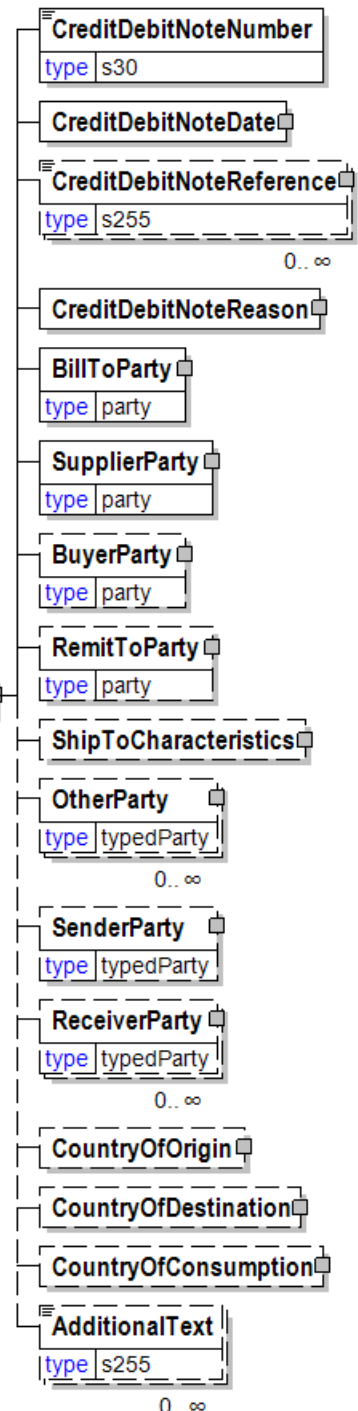 CreditDebitNoteNumber
type s30
CreditDebitNoteDate
CreditDebitNoteReference
type s255
0.. ∞
CreditDebitNoteReason
BillToParty
type party
SupplierParty
type party
BuyerParty
type party
RemitToParty
type party
ShipToCharacteristics
OtherParty
type typedParty
0.. ∞
SenderParty
type typedParty
ReceiverParty
type typedParty
0.. ∞
CountryOfOrigin
CountryOfDestination
CountryOfConsumption
AdditionalText
type s255
0.. ∞